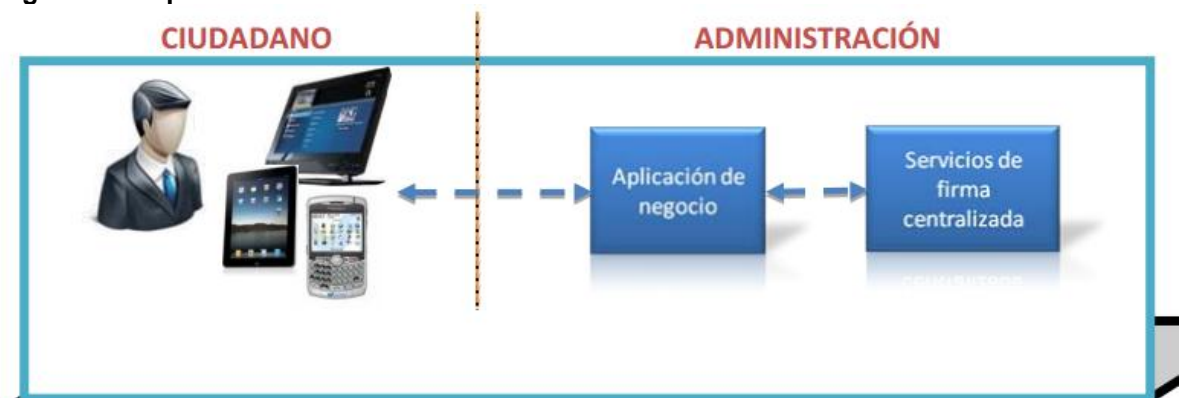 CIUDADANO
ADMINISTRACIÓN
Aplicación de
negocio
Servicios de
firma
centralizada